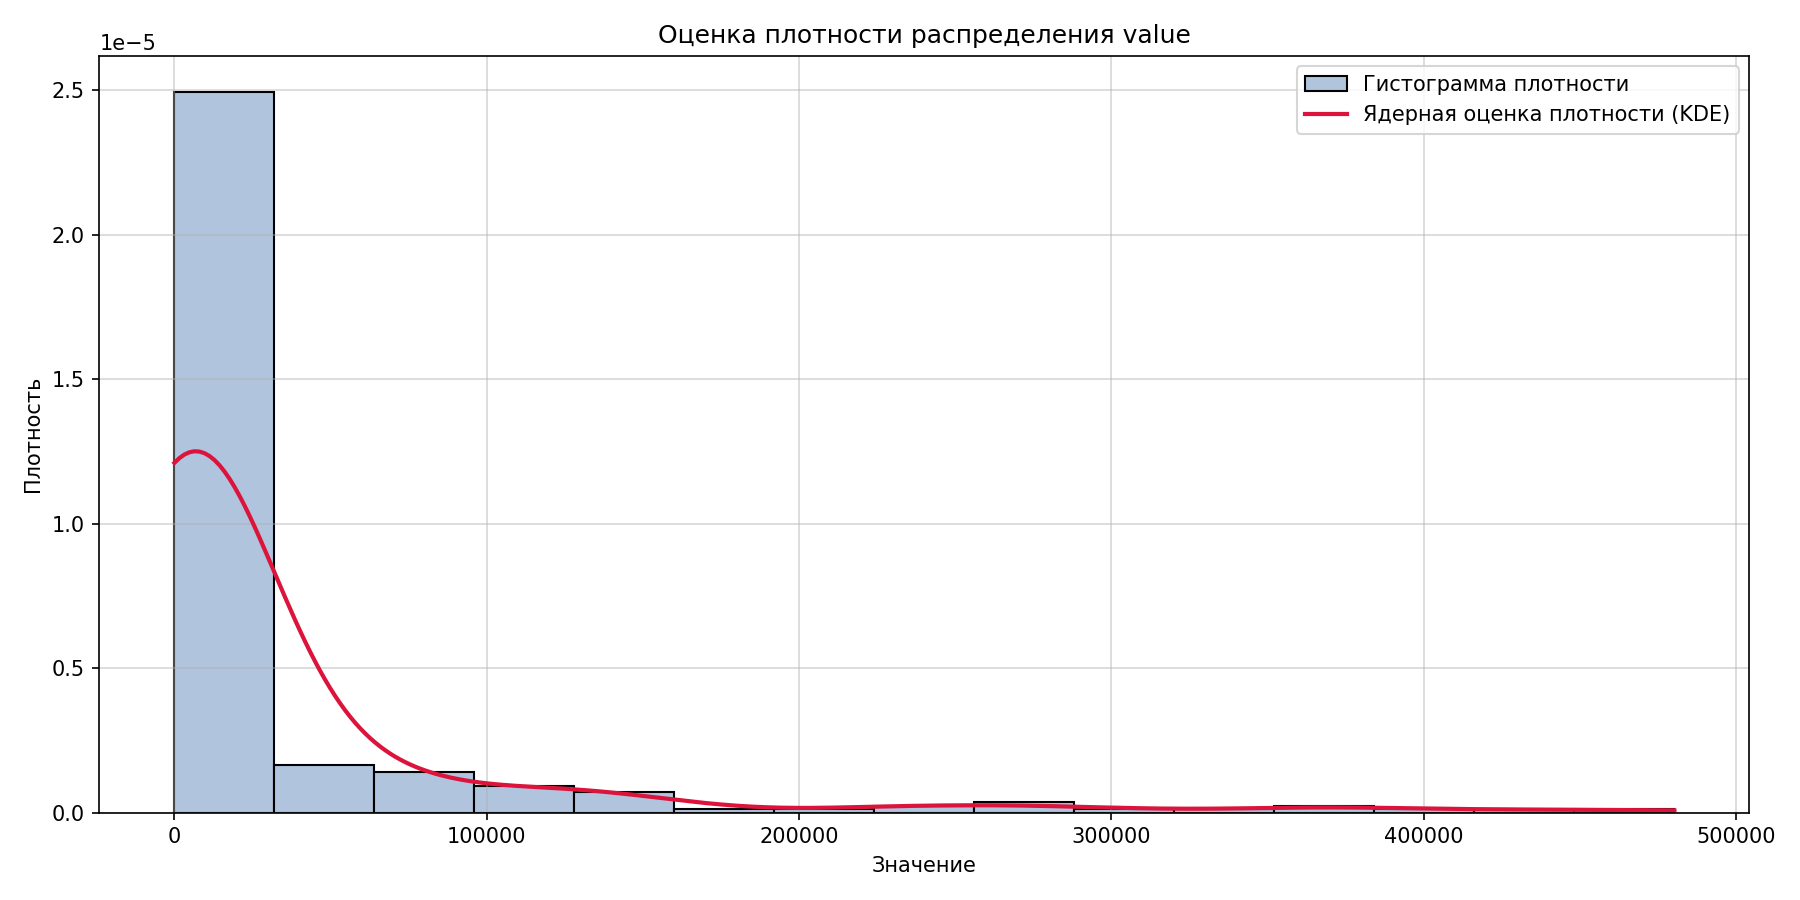 Оценка плотности распределения value
1e−5
Гистограмма плотности
Ядерная оценка плотности (KDE)
2.5
2.0
1.5
1.0
0.5
0.0
Плотность
0 100000 200000 300000 400000 500000
Значение